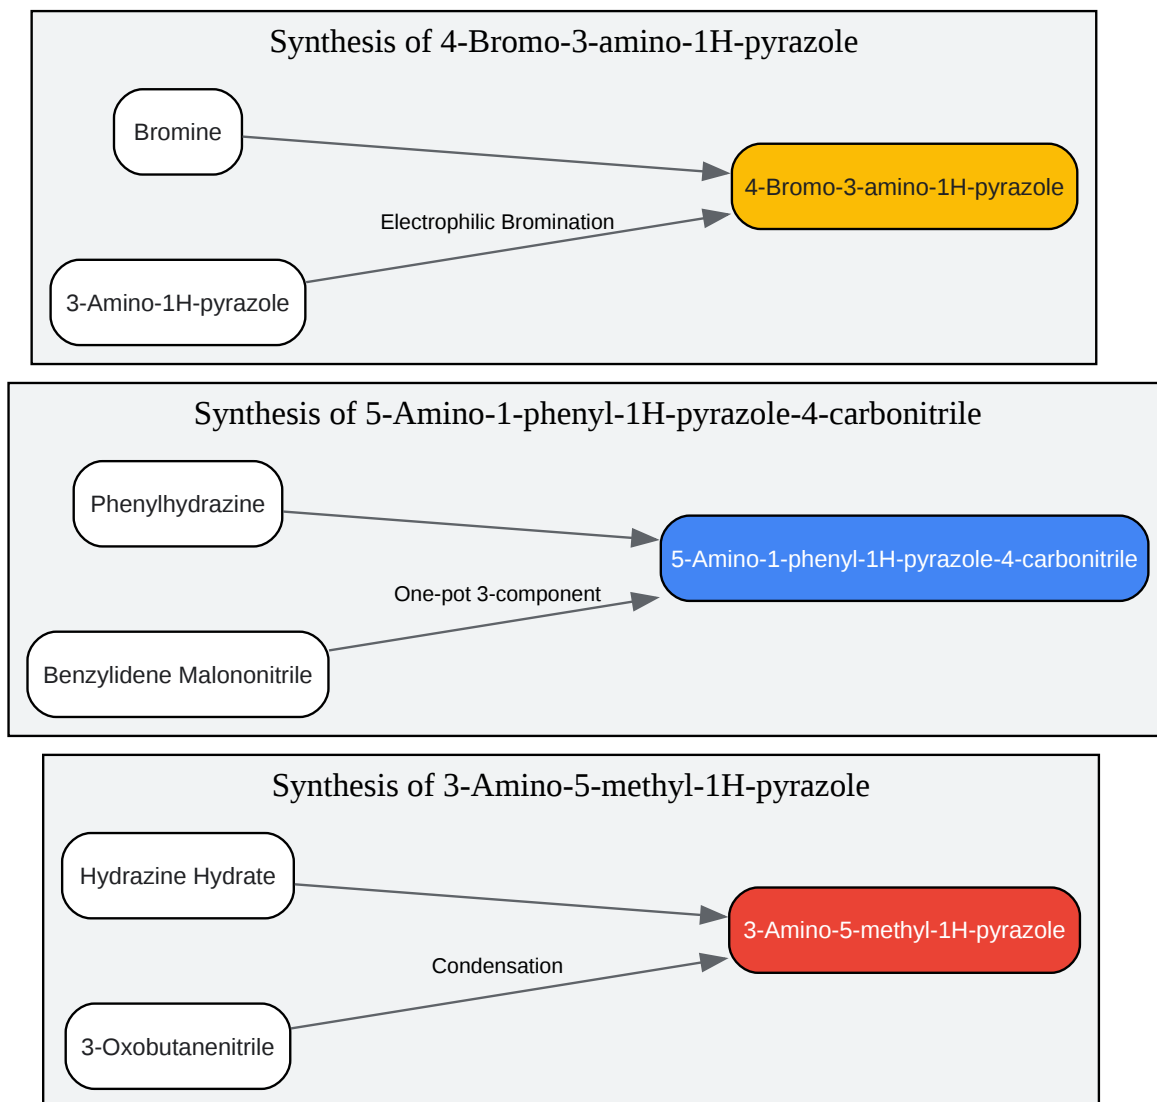 Synthesis of 4-Bromo-3-amino-1H-pyrazole
Bromine
4-Bromo-3-amino-1H-pyrazole
Electrophilic Bromination
3-Amino-1H-pyrazole
Synthesis of 5-Amino-1-phenyl-1H-pyrazole-4-carbonitrile
Phenylhydrazine
5-Amino-1-phenyl-1H-pyrazole-4-carbonitrile
One-pot 3-component
Benzylidene Malononitrile
Synthesis of 3-Amino-5-methyl-1H-pyrazole
Hydrazine Hydrate
3-Amino-5-methyl-1H-pyrazole
Condensation
3-Oxobutanenitrile